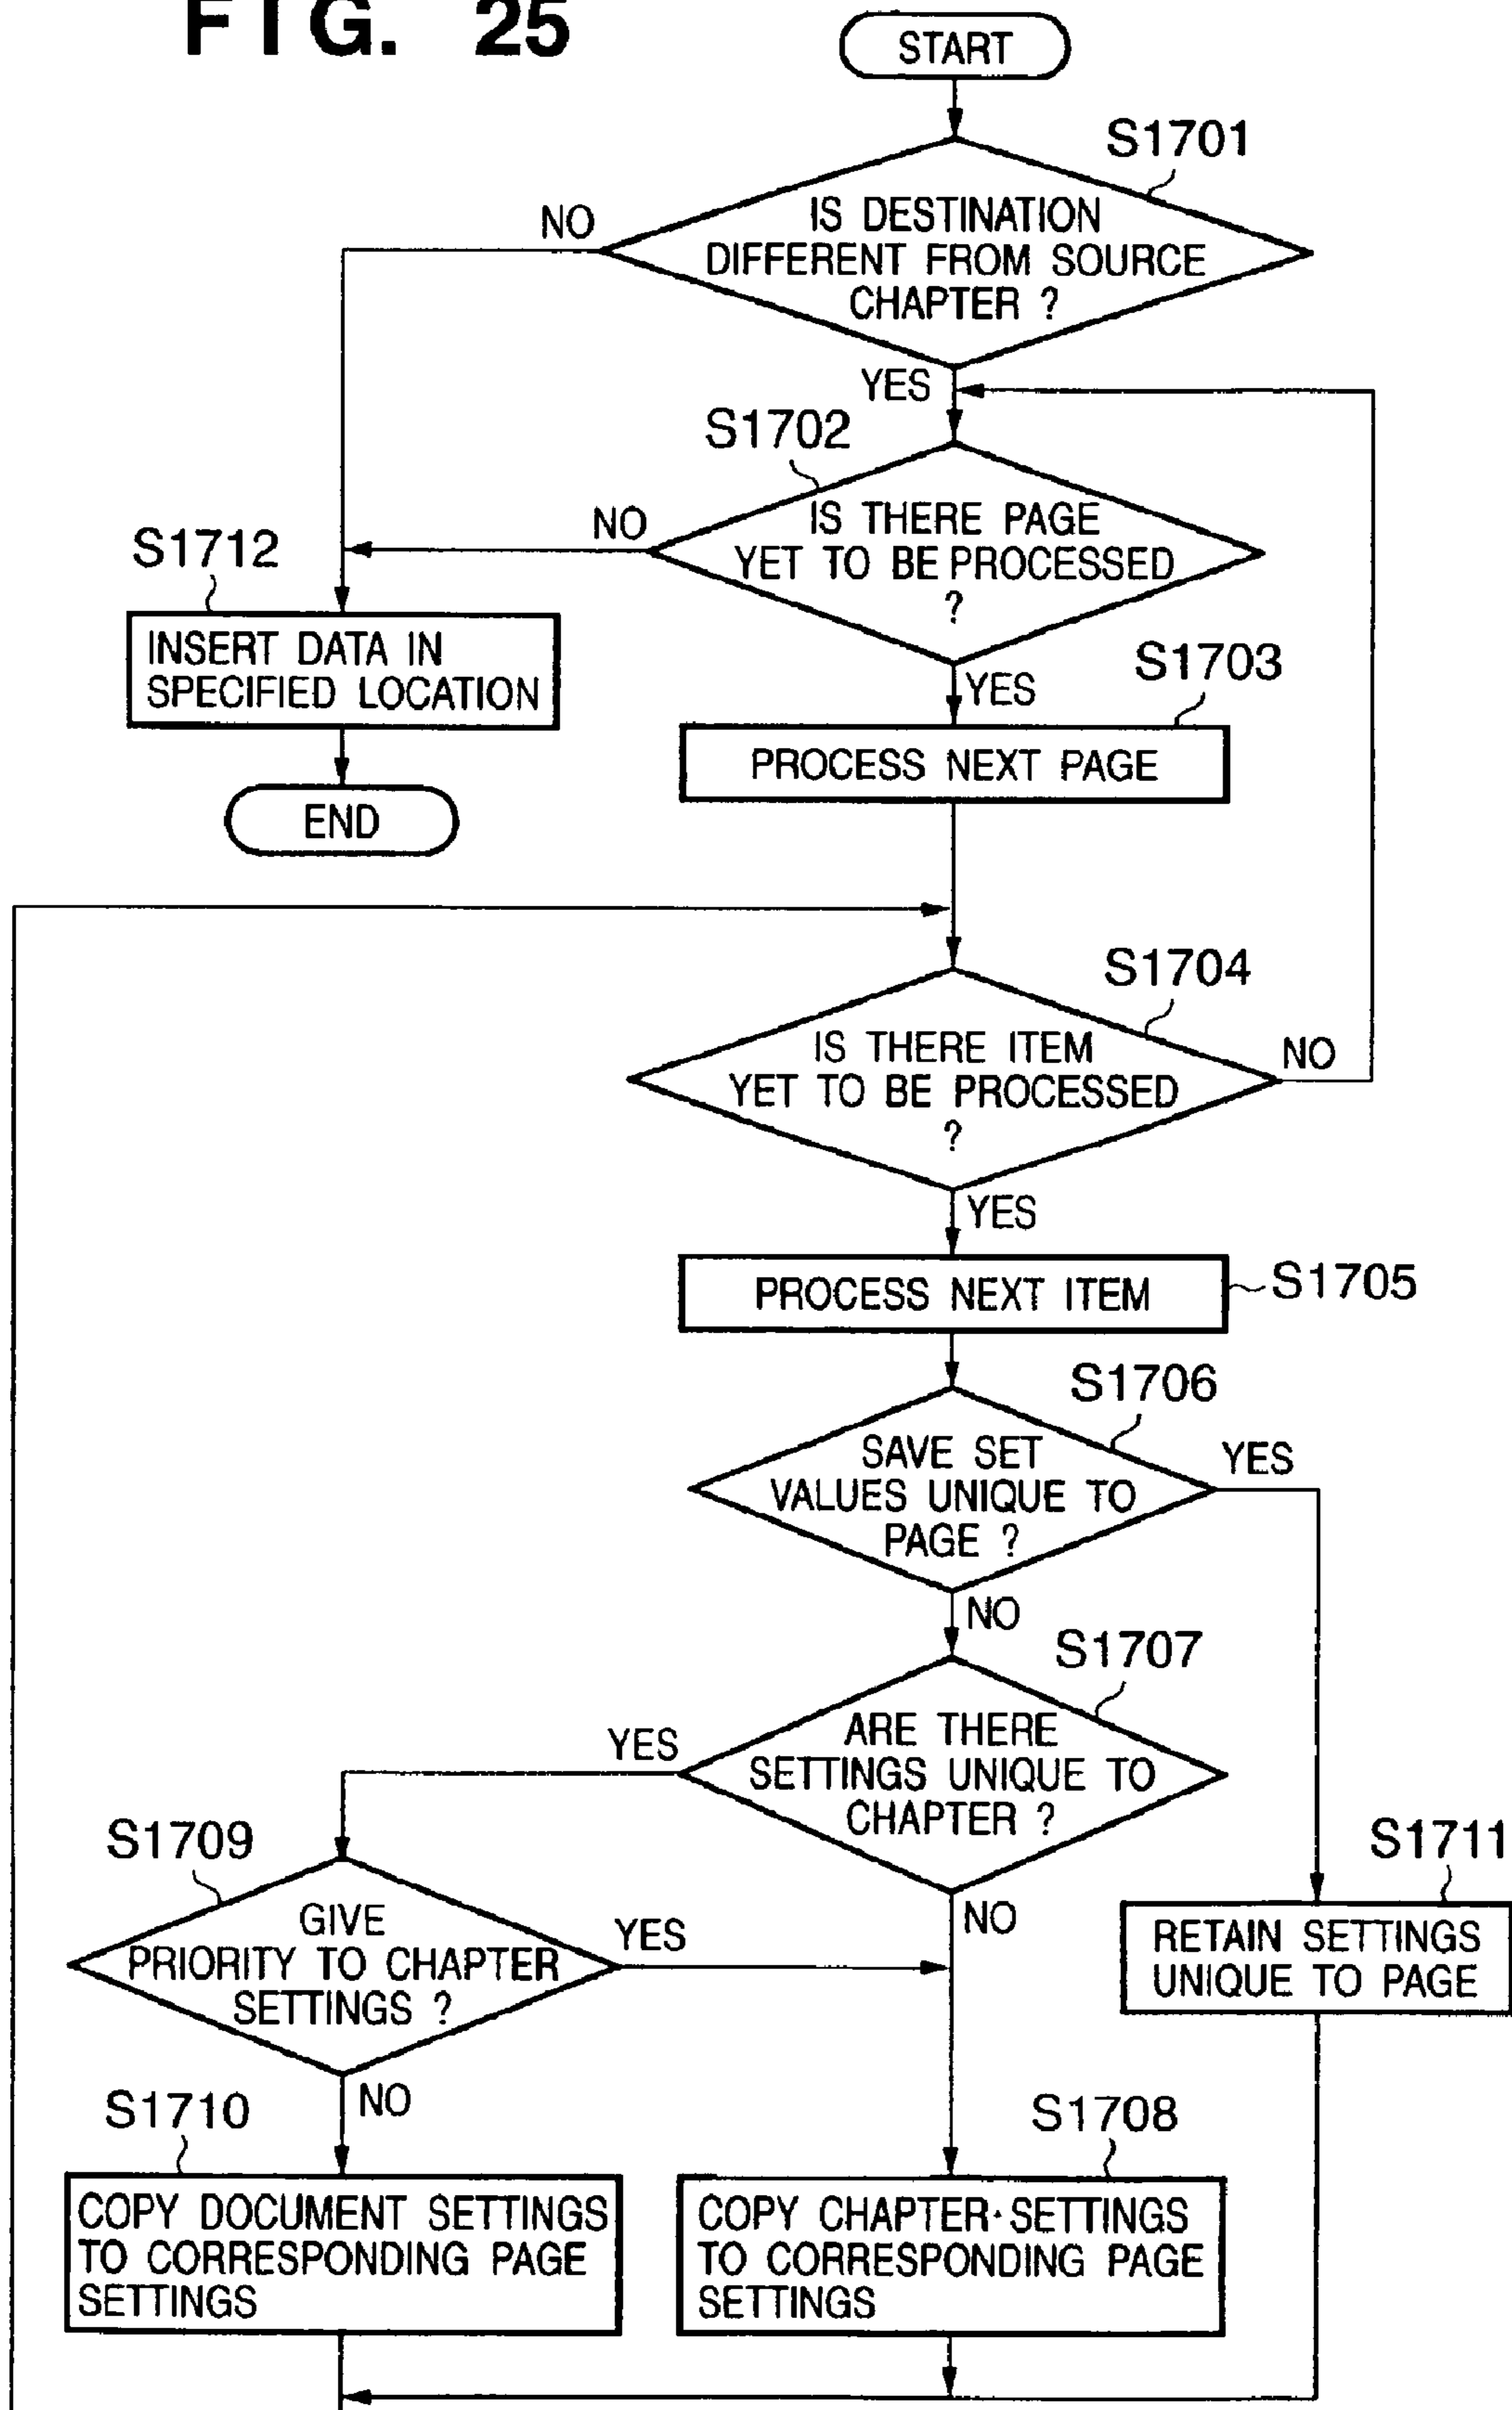 FIG. 25
START
S1701
IS DESTINATION
DIFFERENT FROM SOURCE
CHAPTER ?
NO
YES
S1702
IS THERE PAGE
YET TO BE PROCESSED
?
NO
S1712
INSERT DATA IN
SPECIFIED LOCATION
YES
S1703
PROCESS NEXT PAGE
END
S1704
IS THERE ITEM
YET TO BE PROCESSED
?
NO
YES
PROCESS NEXT ITEM
S1705
S1706
SAVE SET
VALUES UNIQUE TO
PAGE ?
YES
NO
S1707
ARE THERE
SETTINGS UNIQUE TO
CHAPTER ?
YES
NO
S1709
GIVE
PRIORITY TO CHAPTER
SETTINGS ?
YES
NO
S1711
RETAIN SETTINGS
UNIQUE TO PAGE
S1710
COPY DOCUMENT SETTINGS
TO CORRESPONDING PAGE
SETTINGS
S1708
COPY CHAPTER SETTINGS
TO CORRESPONDING PAGE
SETTINGS